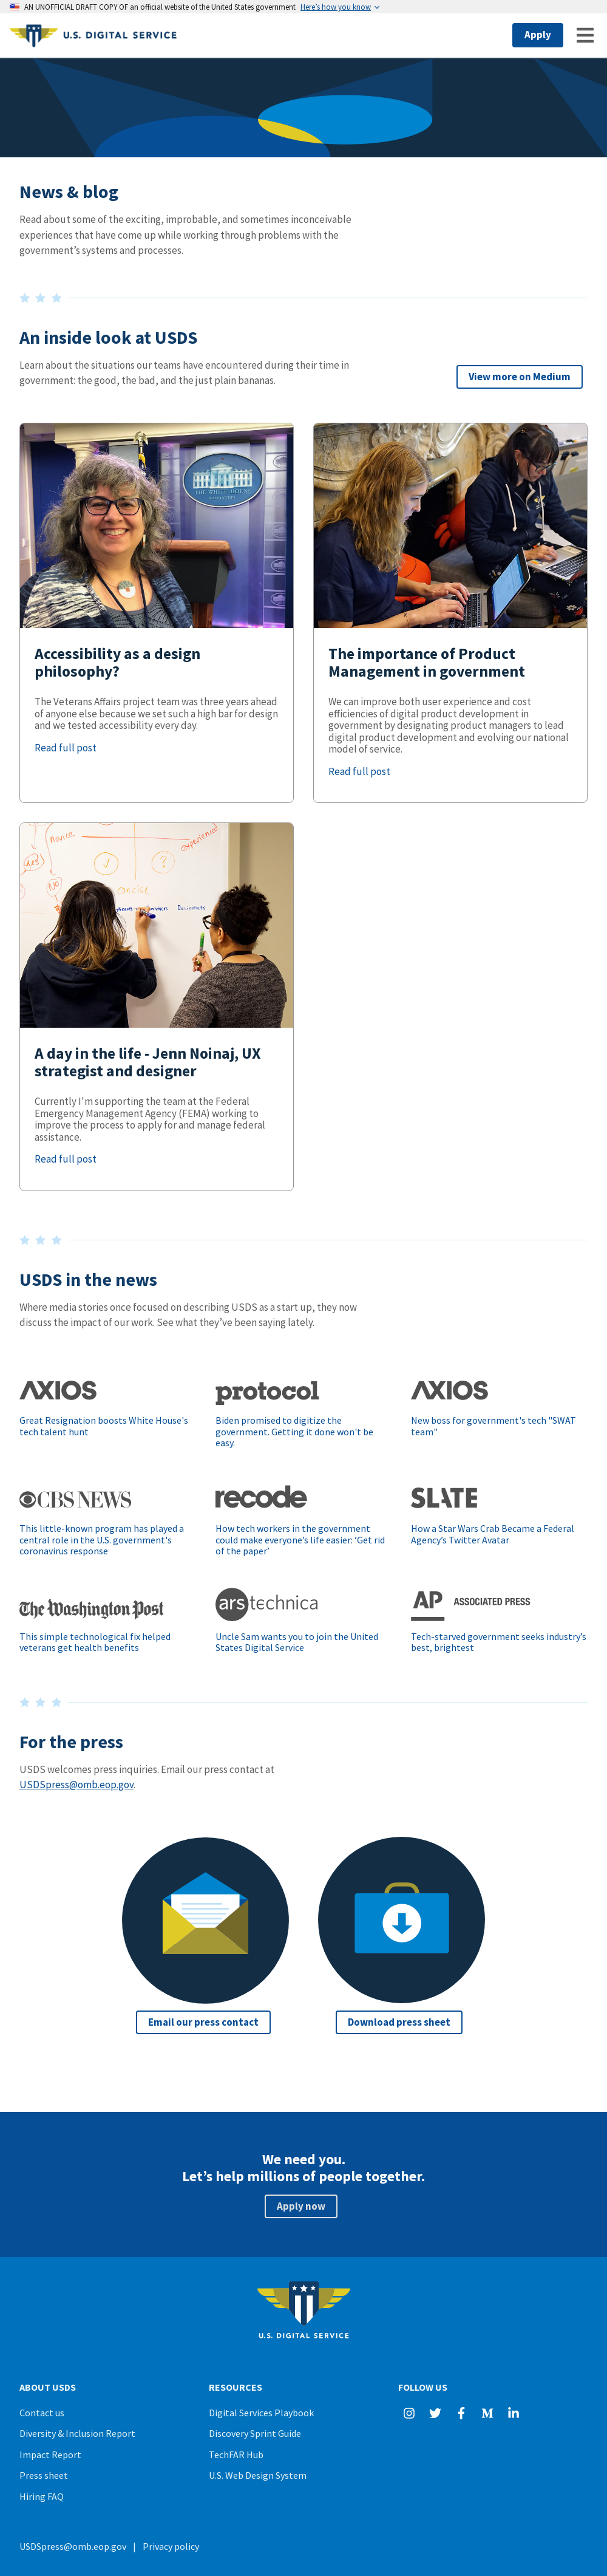 AN UNOFFICIAL DRAFT COPY OF an official website of the United States government Here's how you know
U.S. DIGITAL SERVICE
Apply
News & blog
Read about some of the exciting, improbable, and sometimes inconceivable
experiences that have come up while working through problems with the
government's systems and processes.
An inside look at USDS
Learn about the situations our teams have encountered during their time in
government: the good, the bad, and the just plain bananas.
View more on Medium
THE WHITE HOUSE
Accessibility as a design
philosophy?
The Veterans Affairs project team was three years ahead
of anyone else because we set such a high bar for design
and we tested accessibility every day.
Read full post
The importance of Product
Management in government
We can improve both user experience and cost
efficiencies of digital product development in
government by designating product managers to lead
digital product development and evolving our national
model of service.
Read full post
novice
experienced
?
A day in the life - Jenn Noinaj, UX
strategist and designer
Currently I'm supporting the team at the Federal
Emergency Management Agency (FEMA) working to
improve the process to apply for and manage federal
assistance.
Read full post
USDS in the news
Where media stories once focused on describing USDS as a start up, they now
discuss the impact of our work. See what they've been saying lately.
AXIOS
Great Resignation boosts White House's
tech talent hunt
protocol
Biden promised to digitize the
government. Getting it done won't be
easy.
AXIOS
New boss for government's tech "SWAT
team"
CBS NEWS
This little-known program has played a
central role in the U.S. government's
coronavirus response
recode
How tech workers in the government
could make everyone's life easier: 'Get rid
of the paper'
SLATE
How a Star Wars Crab Became a Federal
Agency's Twitter Avatar
The Washington Post
This simple technological fix helped
veterans get health benefits
ars technica
Uncle Sam wants you to join the United
States Digital Service
AP ASSOCIATED PRESS
Tech-starved government seeks industry's
best, brightest
For the press
USDS welcomes press inquiries. Email our press contact at
USDSpress@omb.eop.gov.
Email our press contact
Download press sheet
We need you.
Let's help millions of people together.
Apply now
U.S. DIGITAL SERVICE
ABOUT USDS
Contact us
Diversity & Inclusion Report
Impact Report
Press sheet
Hiring FAQ
RESOURCES
Digital Services Playbook
Discovery Sprint Guide
TechFAR Hub
U.S. Web Design System
FOLLOW US
USDSpress@omb.eop.gov | Privacy policy